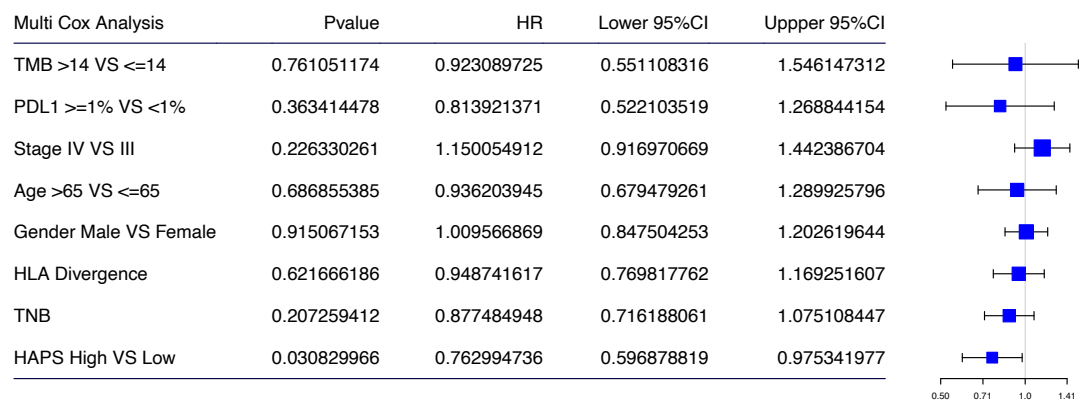 Multi Cox Analysis Pvalue HR Lower 95%CI Uppper 95%CI
TMB >14 VS <=14 0.761051174 0.923089725 0.551108316 1.546147312
PDL1 >=1% VS <1% 0.363414478 0.813921371 0.522103519 1.268844154
Stage IV VS III 0.226330261 1.150054912 0.916970669 1.442386704
Age >65 VS <=65 0.686855385 0.936203945 0.679479261 1.289925796
Gender Male VS Female 0.915067153 1.009566869 0.847504253 1.202619644
HLA Divergence 0.621666186 0.948741617 0.769817762 1.169251607
TNB 0.207259412 0.877484948 0.716188061 1.075108447
HAPS High VS Low 0.030829966 0.762994736 0.596878819 0.975341977
0.50 0.71 1.0 1.41